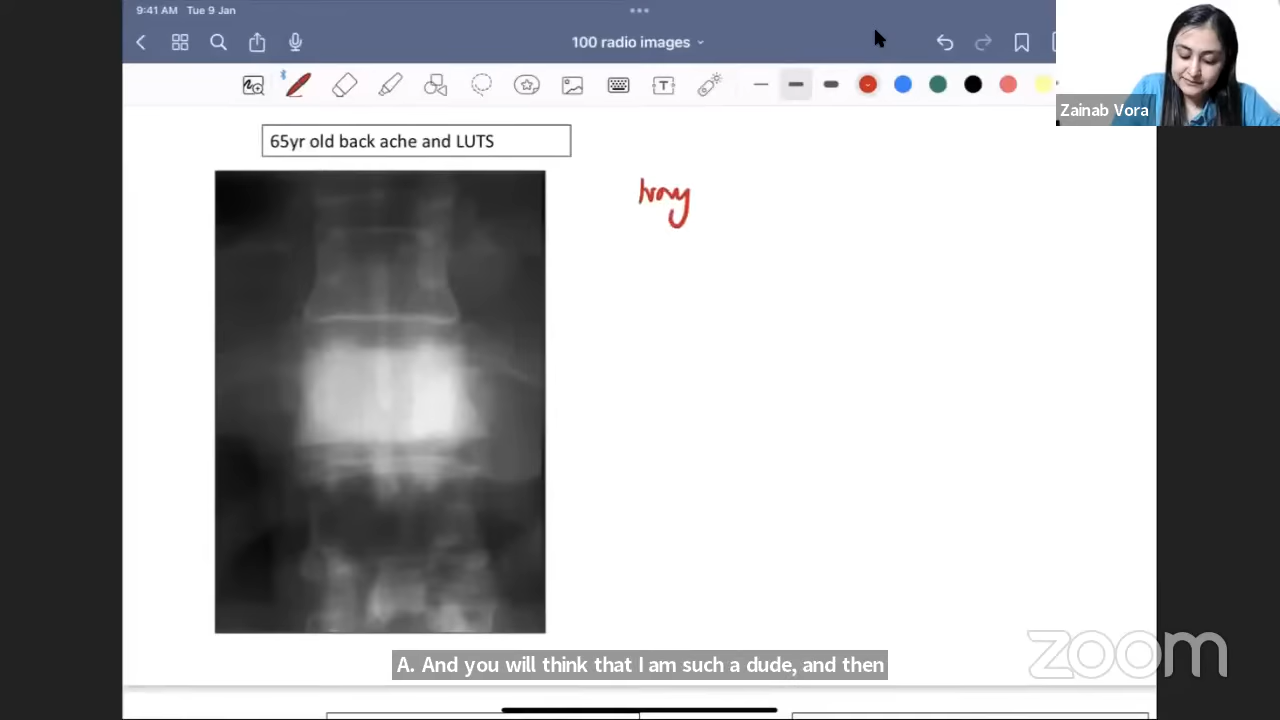 9:41 AM Tue 9 Jan
100 radio images
T
Zainab Vora
65yr old back ache and LUTS
Ivory
A. And you will think that I am such a dude, and then
zoom